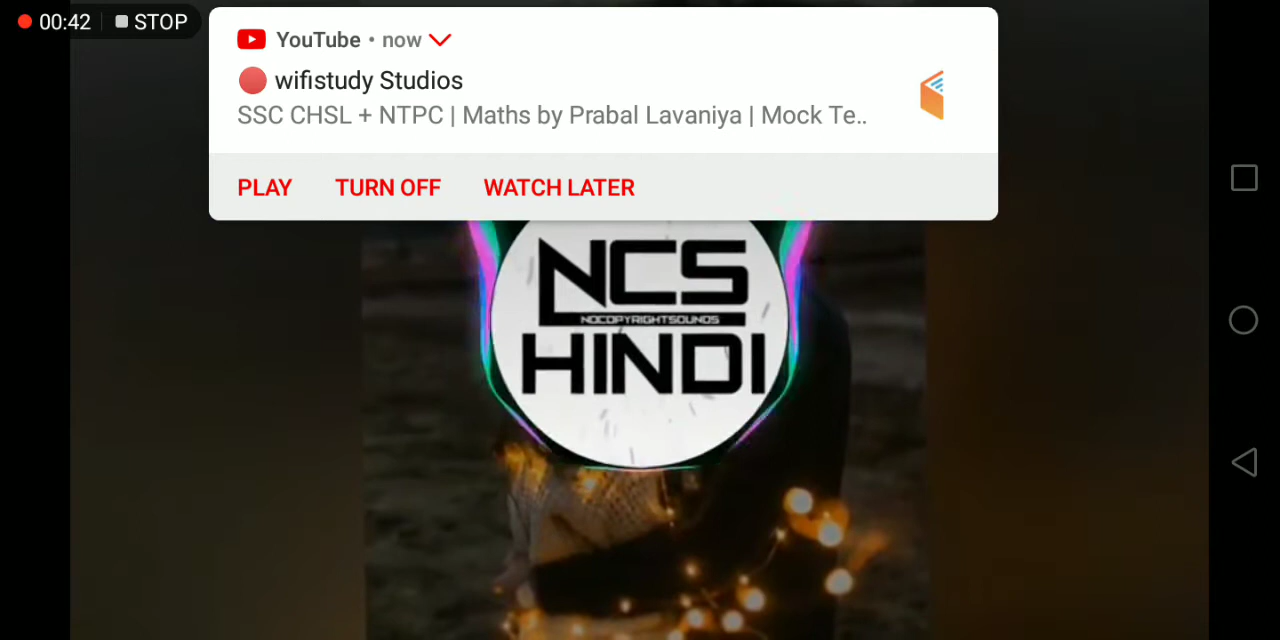 00:42 STOP
YouTube • now
wifistudy Studios
SSC CHSL + NTPC | Maths by Prabal Lavaniya | Mock Te..
PLAY TURN OFF WATCH LATER
NCS
NOCOPYRIGHTSOUNDS
HINDI